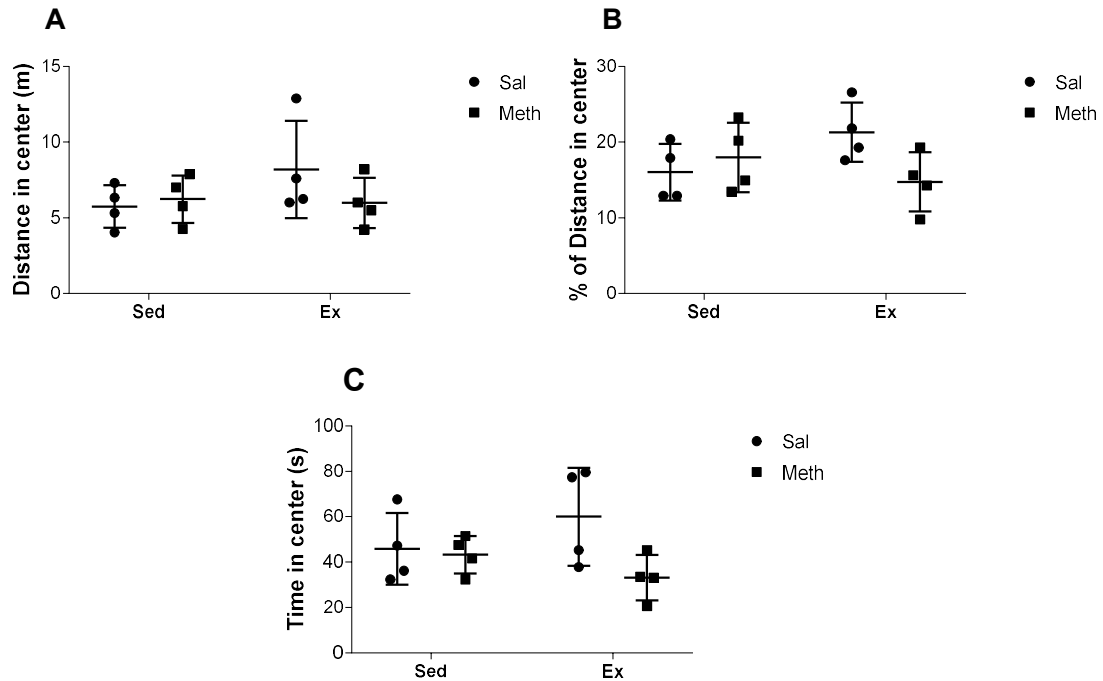 A
Distance in center (m)
15
10
5
0
Sed
Ex
Sal
Meth
B
% of Distance in center
30
20
10
0
Sed
Ex
Sal
Meth
C
Time in center (s)
100
80
60
40
20
0
Sed
Ex
Sal
Meth